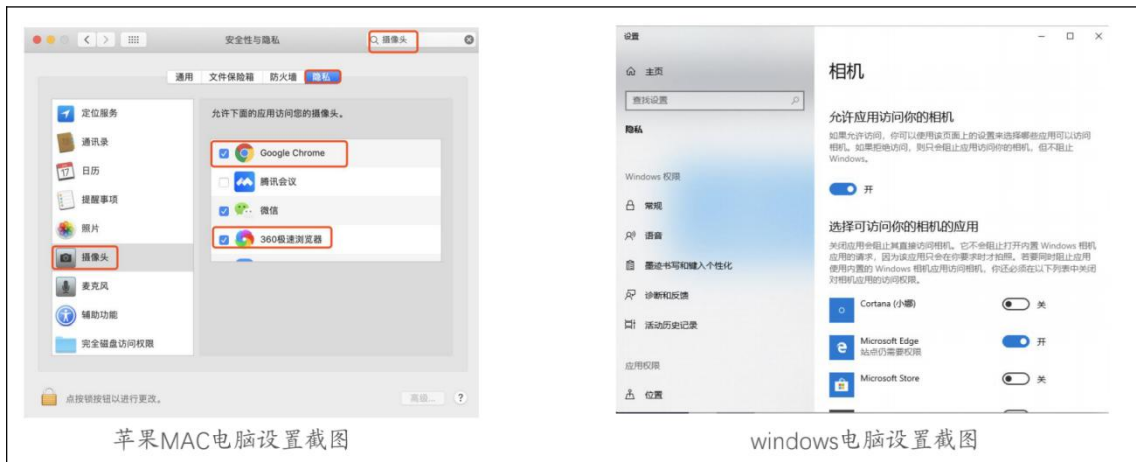 安全性与隐私
摄像头
通用 文件保险箱 防火墙 隐私
定位服务
通讯录
日历
提醒事项
照片
摄像头
麦克风
辅助功能
完全磁盘访问权限
允许下面的应用访问您的摄像头。
Google Chrome
腾讯会议
微信
360极速浏览器
点按锁按钮以进行更改。
高级... ?
苹果MAC电脑设置截图
设置
主页
查找设置
隐私
Windows 权限
常规
语音
墨迹书写和键入个性化
诊断和反馈
活动历史记录
应用权限
位置
相机
允许应用访问你的相机
如果允许访问，你可以使用该页面上的设置来选择哪些应用可以访问
相机。如果拒绝访问，则只会阻止应用访问你的相机，但不阻止
Windows。
开
选择可访问你的相机的应用
关闭应用会阻止其直接访问相机。它不会阻止打开内置 Windows 相机
应用的请求，因为该应用只会在你要求时才拍照。若要同时阻止应用
使用内置的 Windows 相机应用访问相机，你还必须在以下列表中关闭
对相机应用的访问权限。
Cortana (小娜) 关
Microsoft Edge 开
站点仍需要权限
Microsoft Store 关
windows电脑设置截图